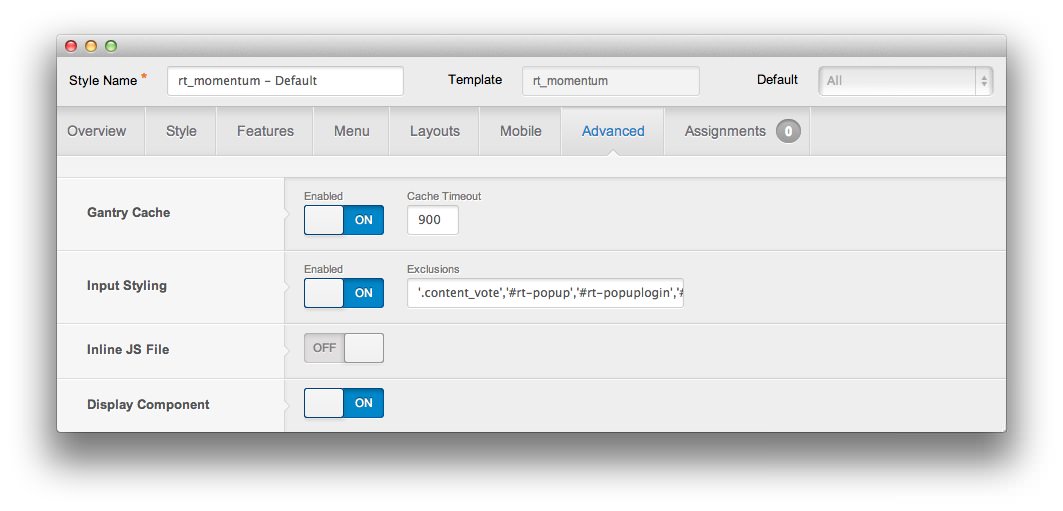 Style Name * rt_momentum – Default Template rt_momentum Default All
Overview Style Features Menu Layouts Mobile Advanced Assignments 0
Enabled Cache Timeout
Gantry Cache ON 900
Enabled Exclusions
Input Styling ON '.content_vote','#rt-popup','#rt-popuplogin','#
Inline JS File OFF
Display Component ON